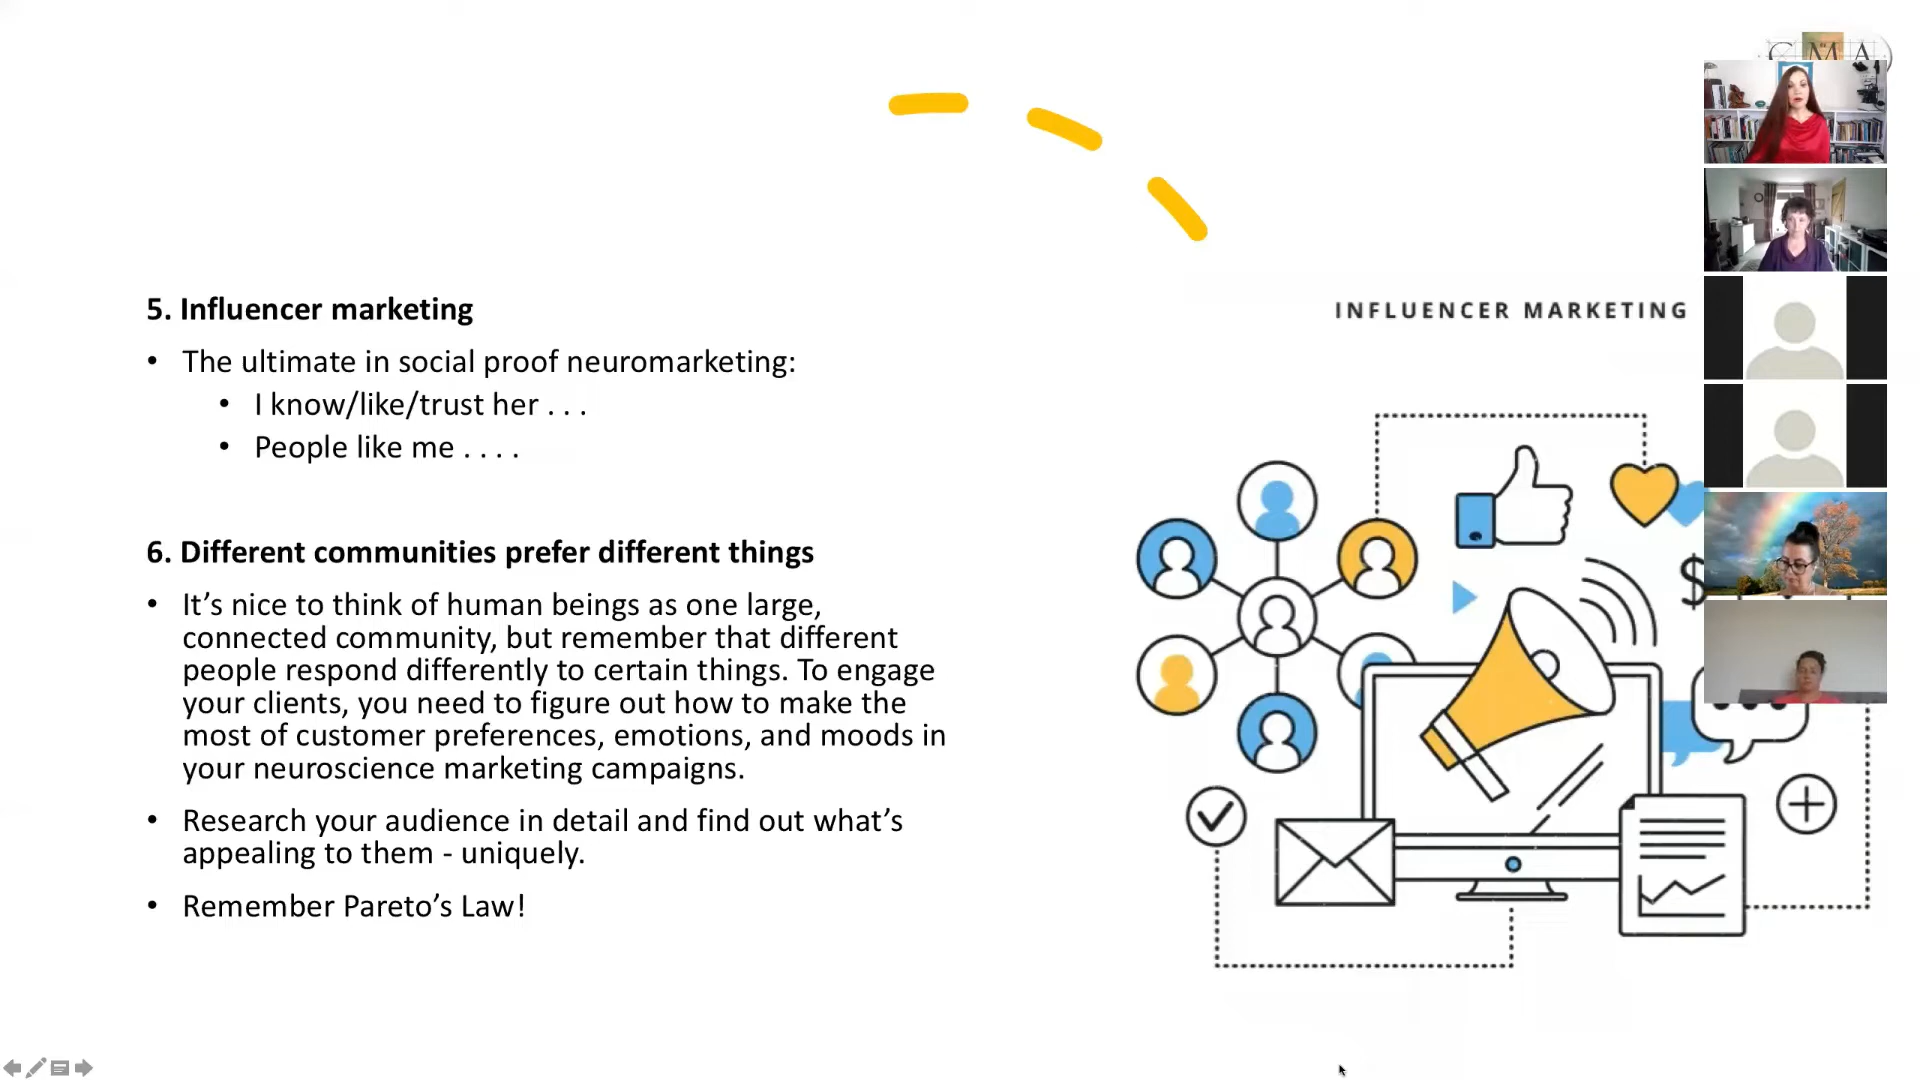 CMA
5. Influencer marketing
• The ultimate in social proof neuromarketing:
• I know/like/trust her . . .
• People like me . . . .
6. Different communities prefer different things
• It’s nice to think of human beings as one large,
connected community, but remember that different
people respond differently to certain things. To engage
your clients, you need to figure out how to make the
most of customer preferences, emotions, and moods in
your neuroscience marketing campaigns.
• Research your audience in detail and find out what’s
appealing to them - uniquely.
• Remember Pareto’s Law!
INFLUENCER MARKETING
$